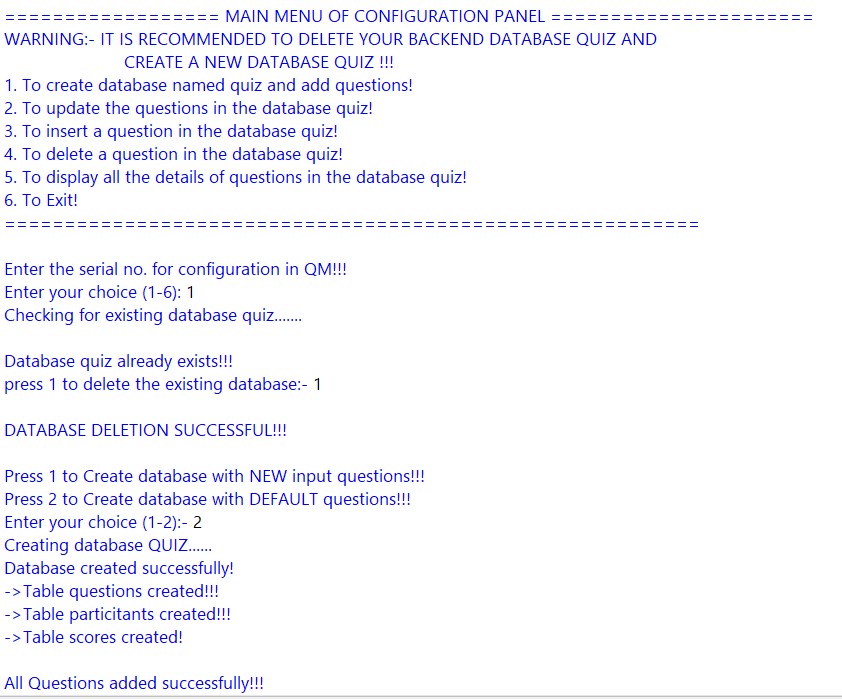 ================== MAIN MENU OF CONFIGURATION PANEL ======================
WARNING:- IT IS RECOMMENDED TO DELETE YOUR BACKEND DATABASE QUIZ AND
CREATE A NEW DATABASE QUIZ !!!
1. To create database named quiz and add questions!
2. To update the questions in the database quiz!
3. To insert a question in the database quiz!
4. To delete a question in the database quiz!
5. To display all the details of questions in the database quiz!
6. To Exit!
==========================================================

Enter the serial no. for configuration in QM!!!
Enter your choice (1-6): 1
Checking for existing database quiz.......

Database quiz already exists!!!
press 1 to delete the existing database:- 1

DATABASE DELETION SUCCESSFUL!!!

Press 1 to Create database with NEW input questions!!!
Press 2 to Create database with DEFAULT questions!!!
Enter your choice (1-2):- 2
Creating database QUIZ......
Database created successfully!
->Table questions created!!!
->Table particitants created!!!
->Table scores created!

All Questions added successfully!!!